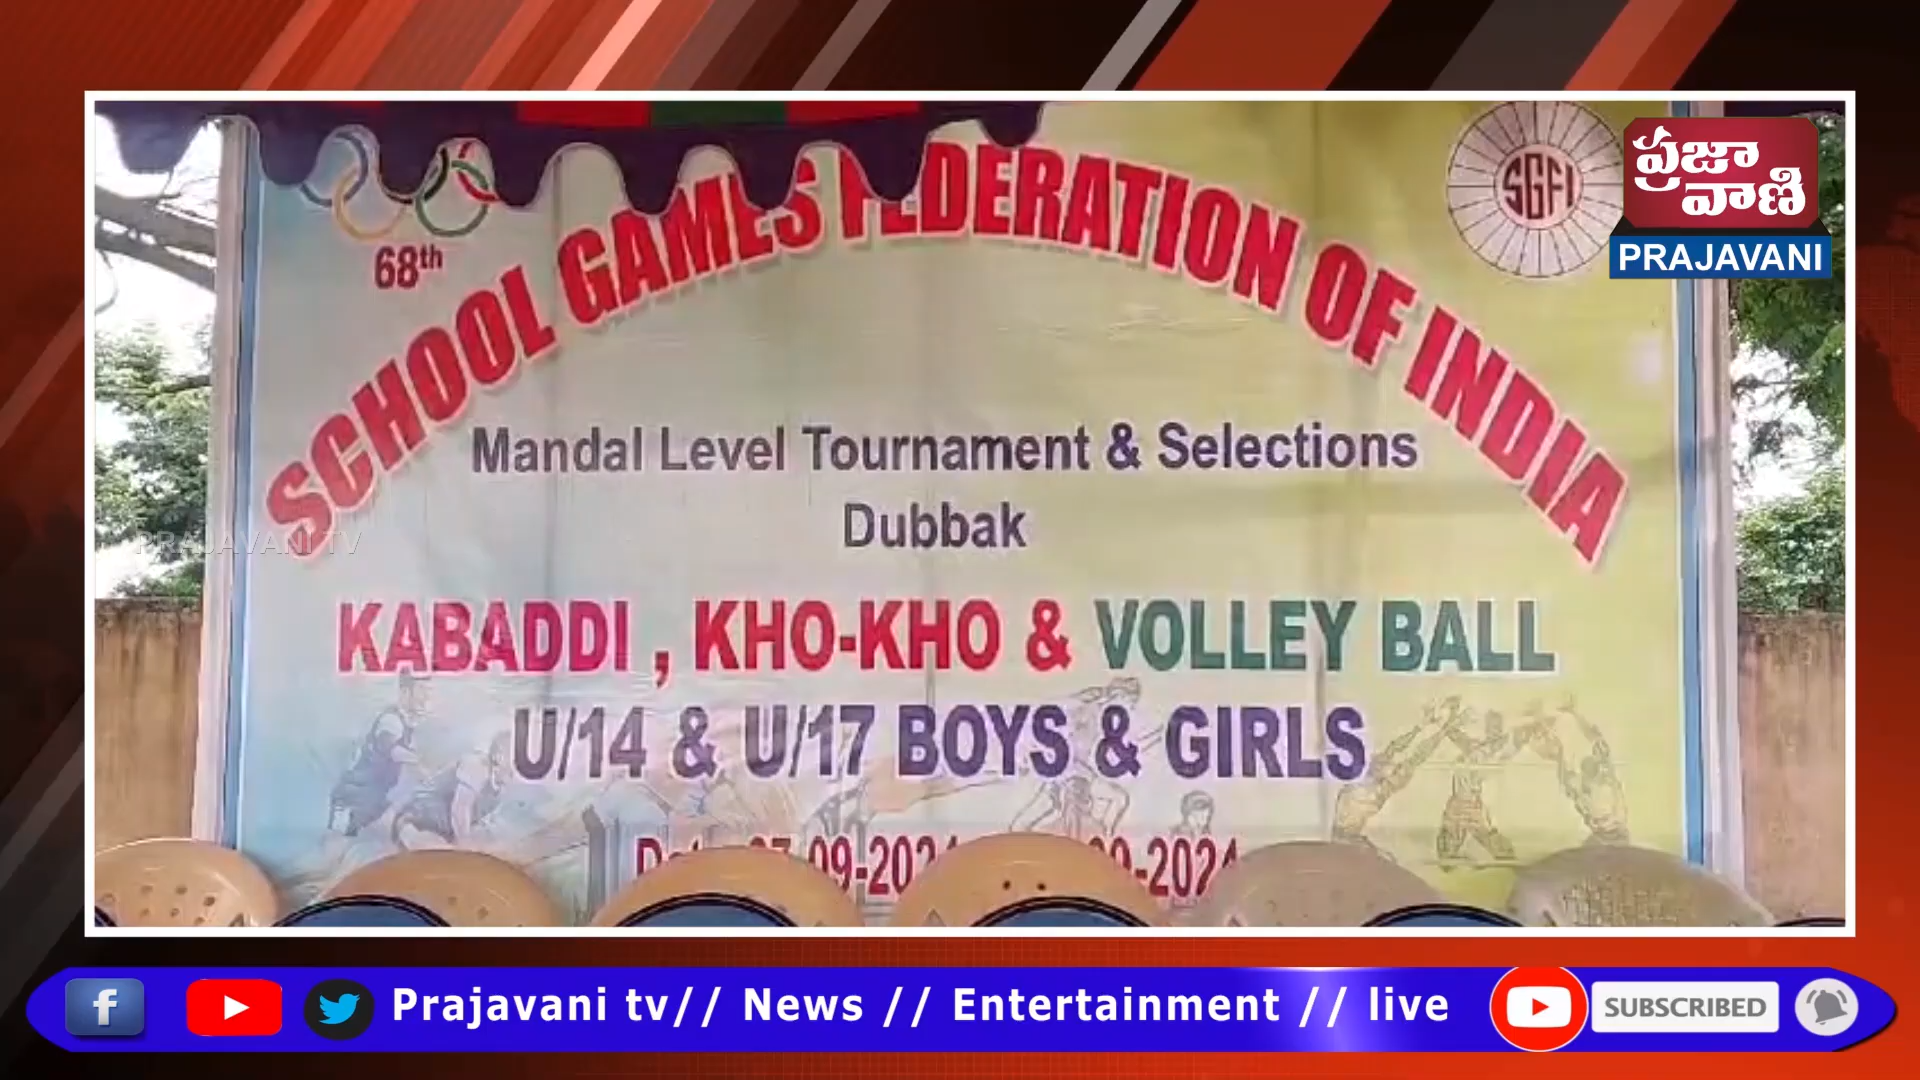 68th
SCHOOL GAMES FEDERATION OF INDIA
SGFI
ప్రజా
వాణి
PRAJAVANI
Mandal Level Tournament & Selections
Dubbak
PRAJAVANI TV
KABADDI , KHO-KHO & VOLLEY BALL
U/14 & U/17 BOYS & GIRLS
Prajavani tv// News // Entertainment // live
SUBSCRIBED